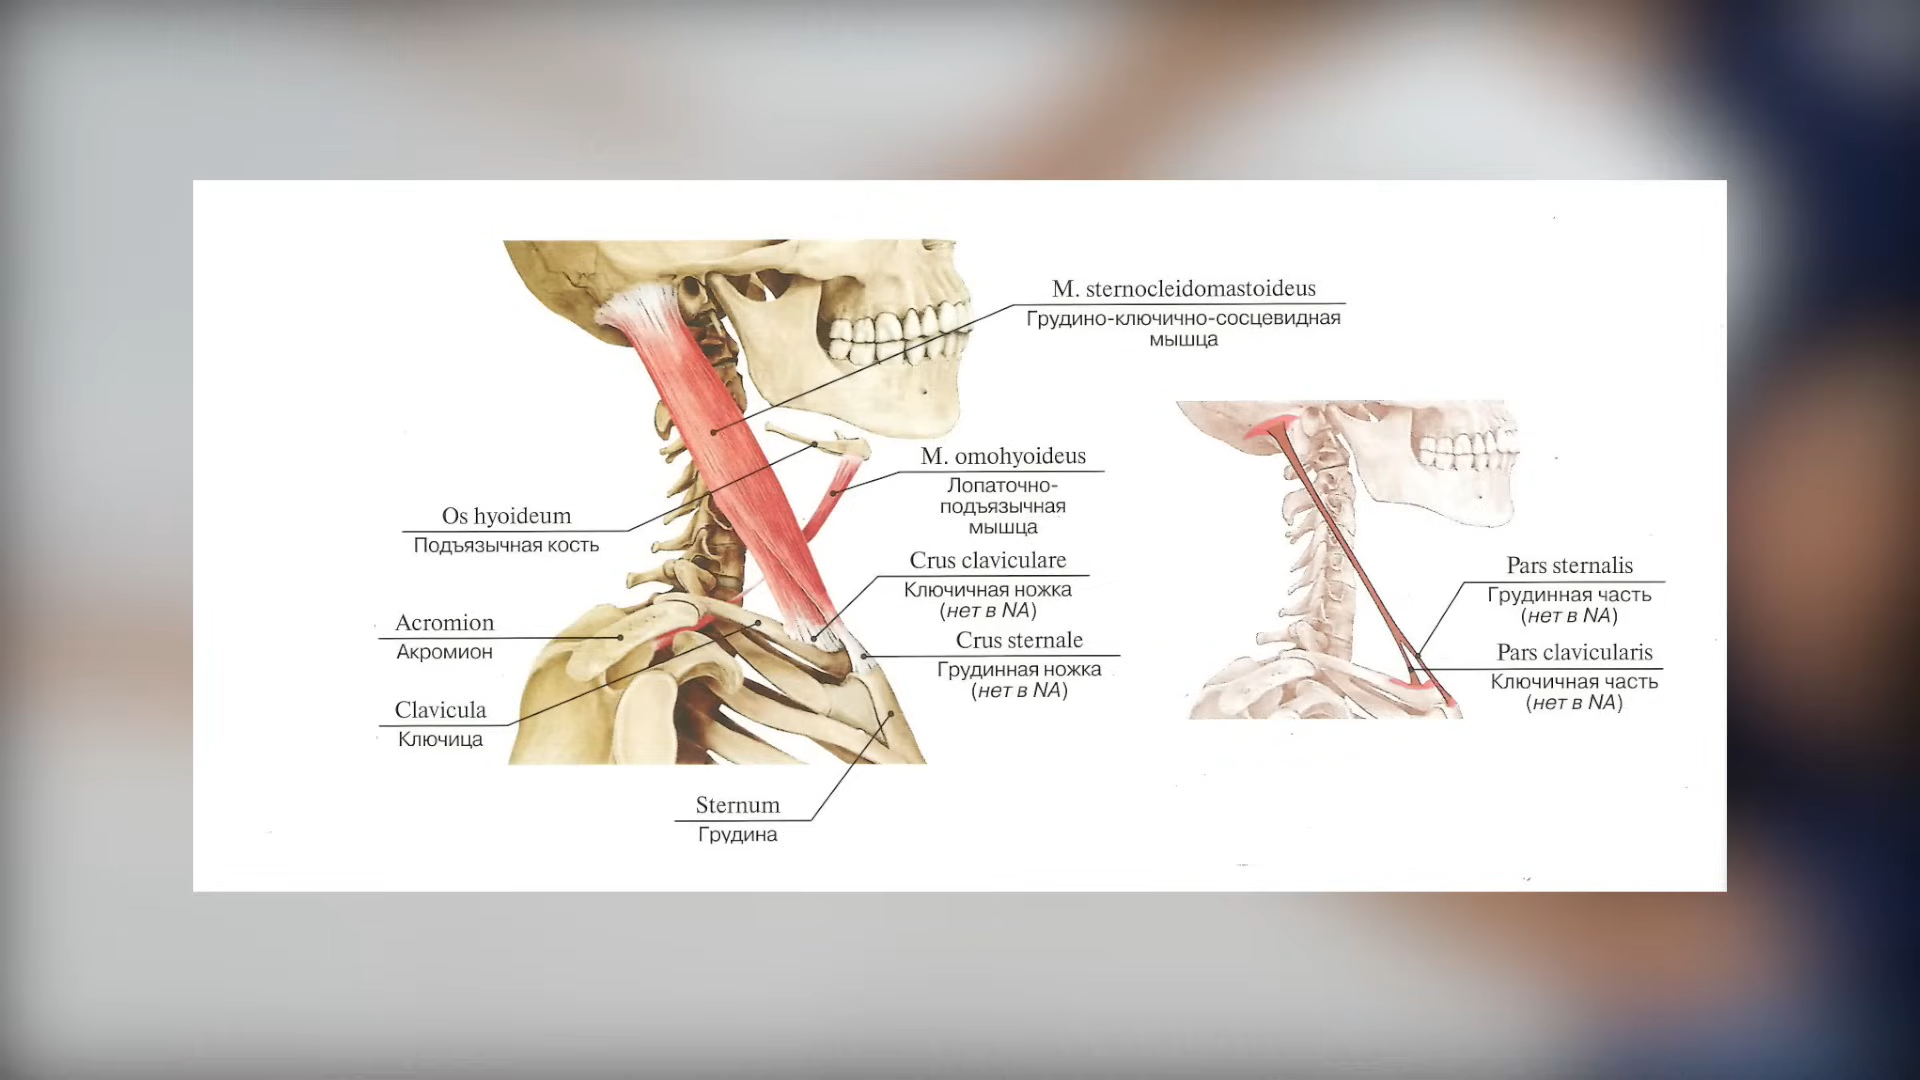 M. sternocleidomastoideus
Грудино-ключично-сосцевидная
мышца
M. omohyoideus
Лопаточно-
подъязычная
мышца
Os hyoideum
Подъязычная кость
Crus claviculare
Ключичная ножка
(нет в NA)
Acromion
Акромион
Crus sternale
Грудинная ножка
(нет в NA)
Clavicula
Ключица
Sternum
Грудина
Pars sternalis
Грудинная часть
(нет в NA)
Pars clavicularis
Ключичная часть
(нет в NA)